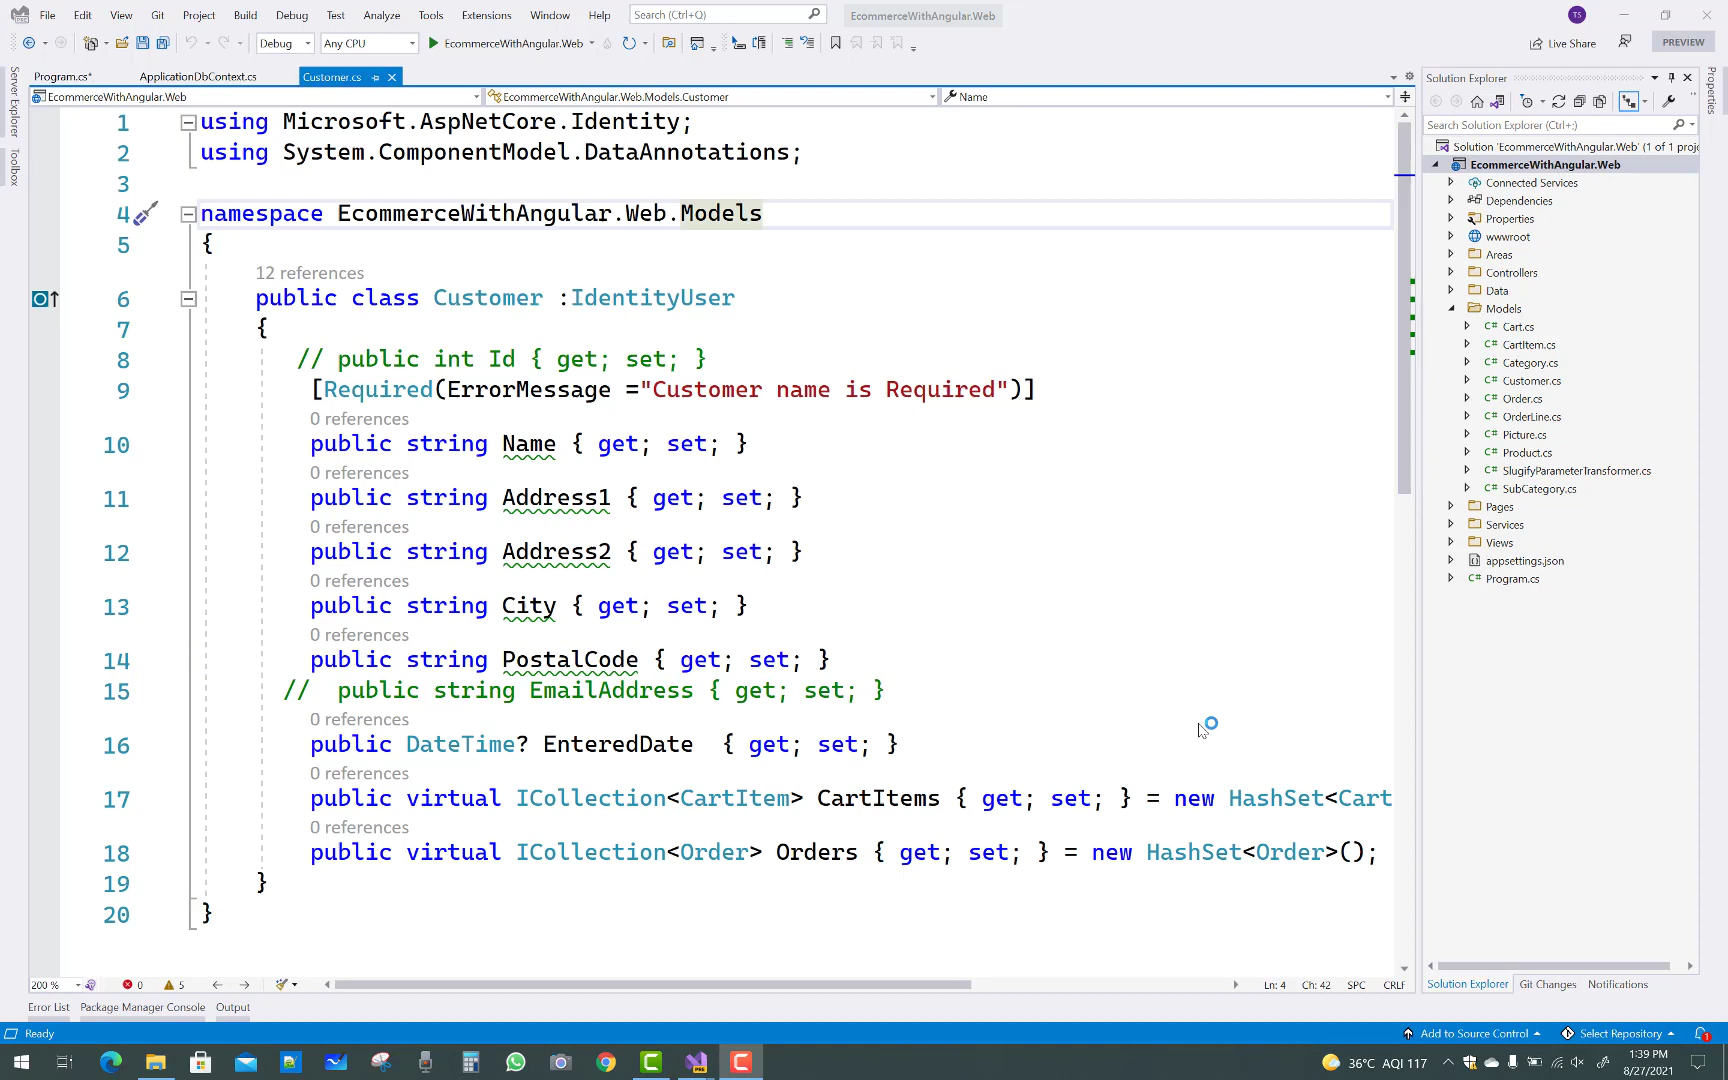 File Edit View Git Project Build Debug Test Analyze Tools Extensions Window Help Search (Ctrl+Q) EcommerceWithAngular.Web TS
Debug Any CPU EcommerceWithAngular.Web Live Share PREVIEW
Program.cs* ApplicationDbContext.cs Customer.cs
EcommerceWithAngular.Web EcommerceWithAngular.Web.Models.Customer Name
Server Explorer
Toolbox
1 using Microsoft.AspNetCore.Identity;
2 using System.ComponentModel.DataAnnotations;
3
4 namespace EcommerceWithAngular.Web.Models
5 {
12 references
6 public class Customer :IdentityUser
7 {
8 // public int Id { get; set; }
9 [Required(ErrorMessage ="Customer name is Required")]
0 references
10 public string Name { get; set; }
0 references
11 public string Address1 { get; set; }
0 references
12 public string Address2 { get; set; }
0 references
13 public string City { get; set; }
0 references
14 public string PostalCode { get; set; }
15 // public string EmailAddress { get; set; }
0 references
16 public DateTime? EnteredDate { get; set; }
0 references
17 public virtual ICollection<CartItem> CartItems { get; set; } = new HashSet<Cart
0 references
18 public virtual ICollection<Order> Orders { get; set; } = new HashSet<Order>();
19 }
20 }
200 % 0 5 Ln: 4 Ch: 42 SPC CRLF
Error List Package Manager Console Output
Solution Explorer
Search Solution Explorer (Ctrl+;)
Solution 'EcommerceWithAngular.Web' (1 of 1 proje
EcommerceWithAngular.Web
Connected Services
Dependencies
Properties
wwwroot
Areas
Controllers
Data
Models
C# Cart.cs
C# CartItem.cs
C# Category.cs
C# Customer.cs
C# Order.cs
C# OrderLine.cs
C# Picture.cs
C# Product.cs
C# SlugifyParameterTransformer.cs
C# SubCategory.cs
Pages
Services
Views
appsettings.json
C# Program.cs
Solution Explorer Git Changes Notifications
Properties
Ready Add to Source Control Select Repository 1
36°C AQI 117 1:39 PM
8/27/2021